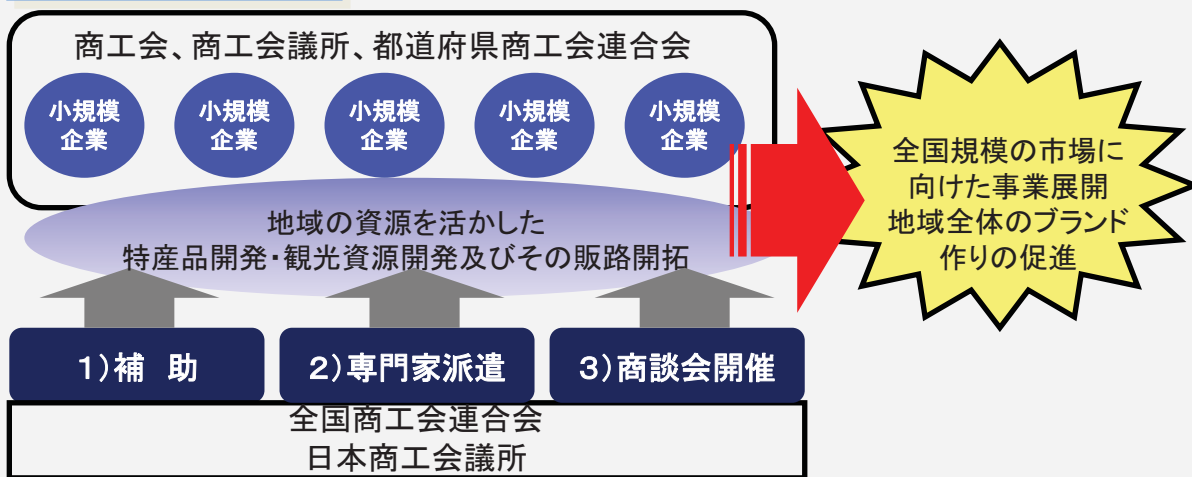 商工会、商工会議所、都道府県商工会連合会
小規模
企業
小規模
企業
小規模
企業
小規模
企業
小規模
企業
地域の資源を活かした
特産品開発・観光資源開発及びその販路開拓
全国規模の市場に
向けた事業展開
地域全体のブランド
作りの促進
１）補　助
２）専門家派遣
３）商談会開催
全国商工会連合会
日本商工会議所